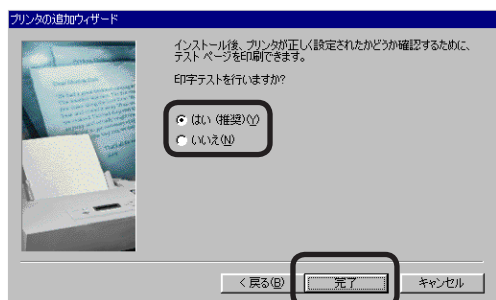 プリンタの追加ウィザード
インストール後、プリンタが正しく設定されたかどうか確認するために、
テスト ページを印刷できます。
印字テストを行いますか?
はい (推奨)(Y)
いいえ(N)
< 戻る(B)
完了
キャンセル